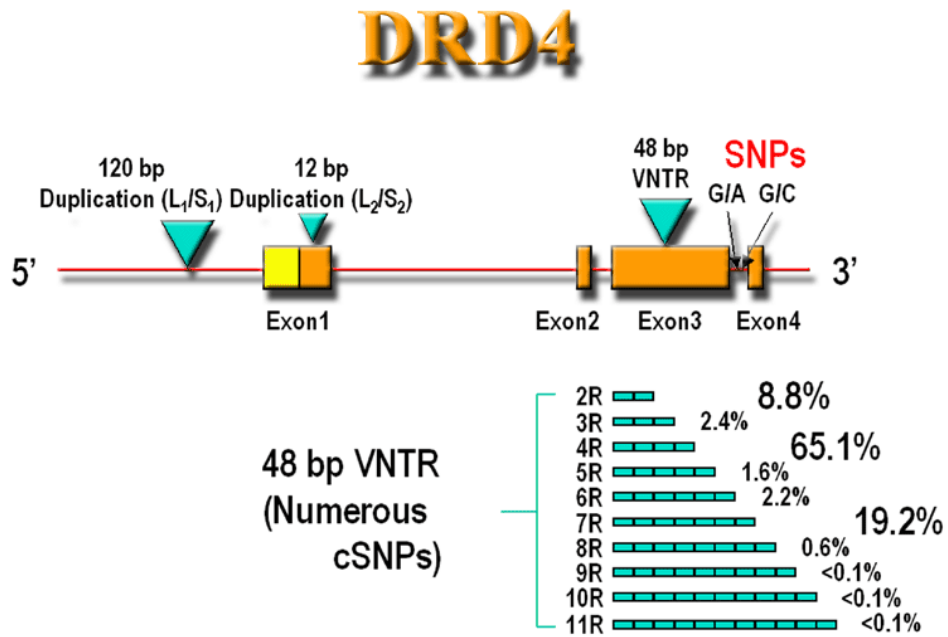 DRD4
120 bp
Duplication (L₁/S₁)
12 bp
Duplication (L₂/S₂)
48 bp
VNTR
SNPs
G/A G/C
5’
3’
Exon1
Exon2
Exon3
Exon4
48 bp VNTR
(Numerous
cSNPs)
2R 8.8%
3R 2.4%
4R 65.1%
5R 1.6%
6R 2.2%
7R 19.2%
8R 0.6%
9R <0.1%
10R <0.1%
11R <0.1%